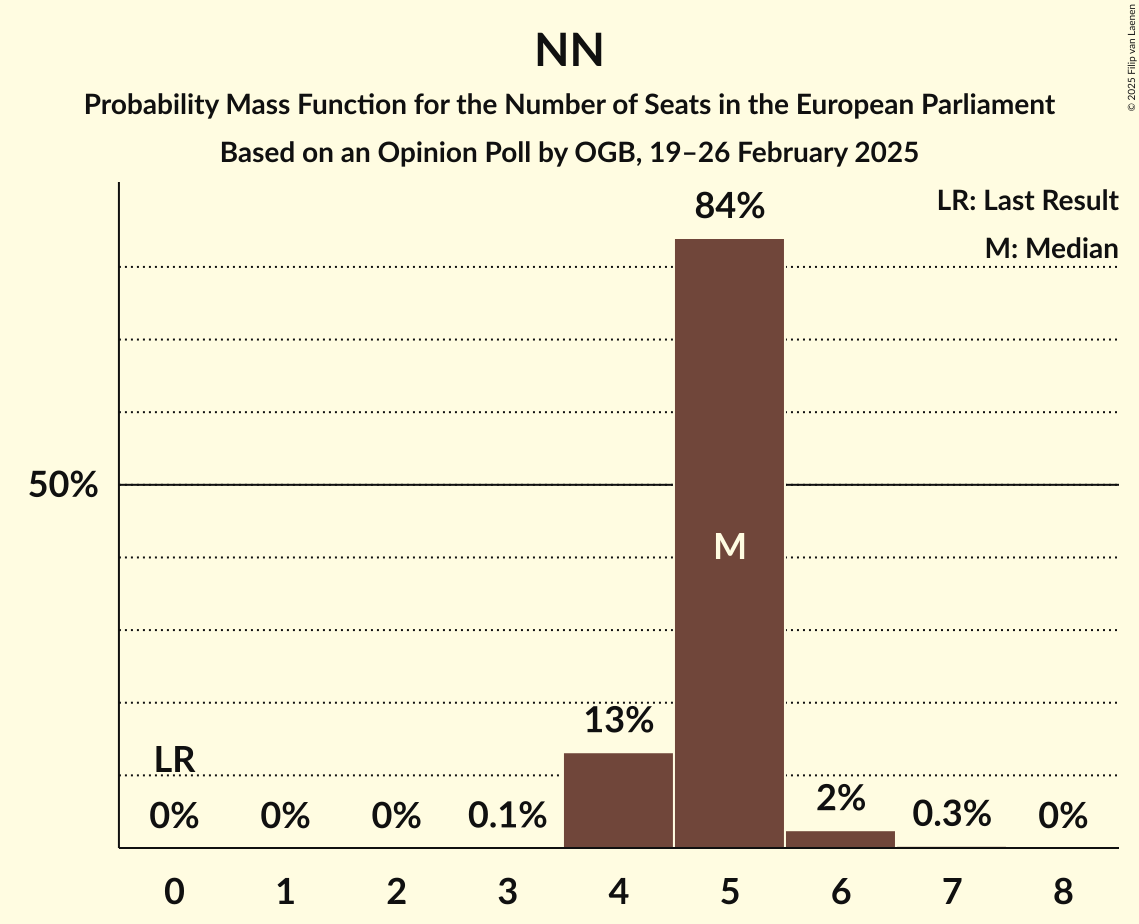 NN
Probability Mass Function for the Number of Seats in the European Parliament
Based on an Opinion Poll by OGB, 19–26 February 2025
© 2025 Filip van Laenen
LR: Last Result
M: Median
84%
50%
M
13%
LR
0%
0%
0%
0.1%
2%
0.3%
0%
0 1 2 3 4 5 6 7 8